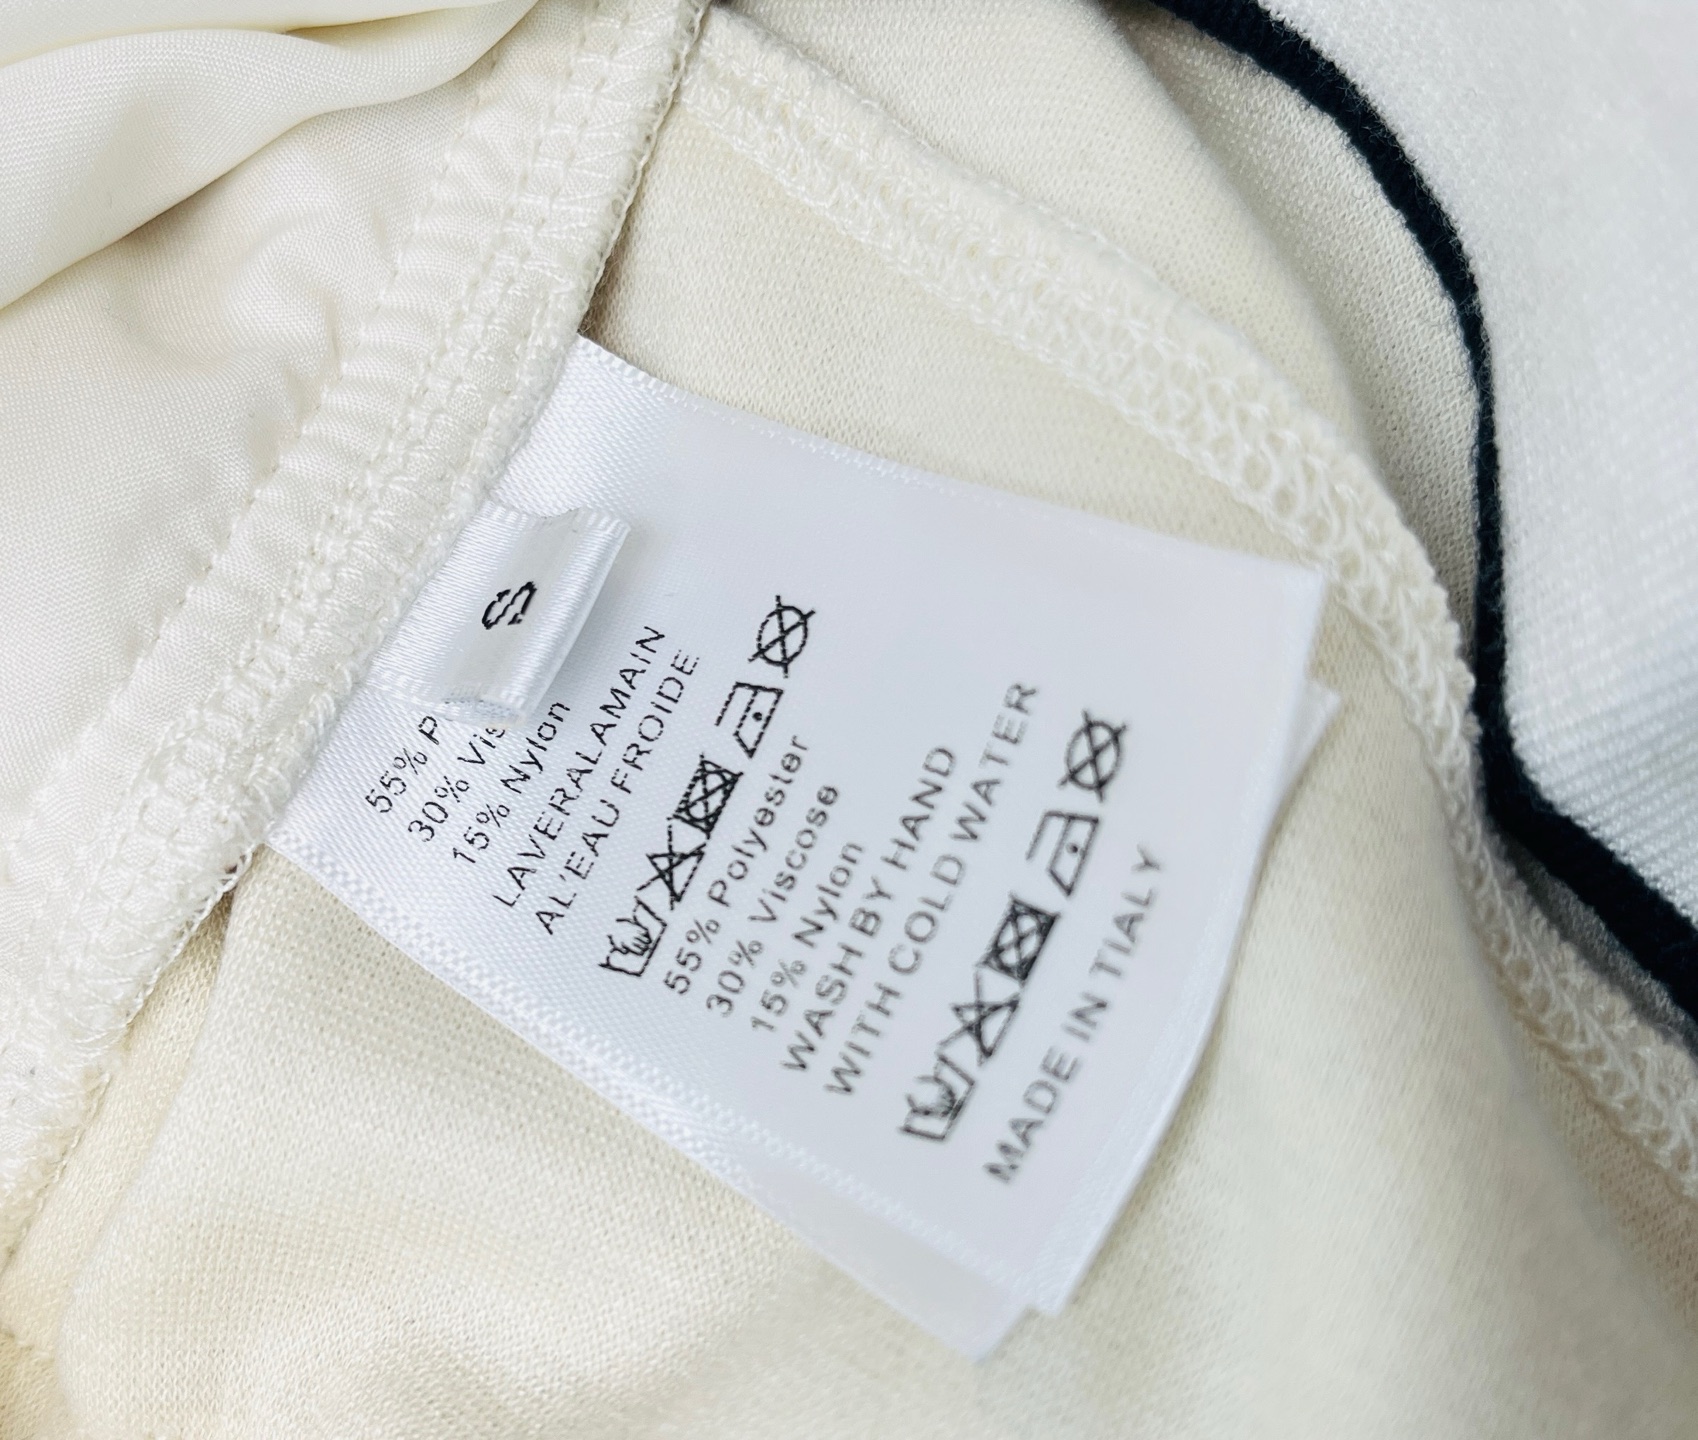 S
55% P
30% Vis
15% Nylon
LAVERALAMAIN
AL'EAU FROIDE
55% Polyester
30% Viscose
15% Nylon
WASH BY HAND
WITH COLD WATER
MADE IN TIALY